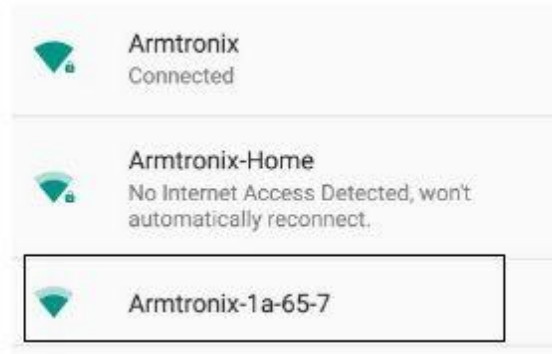 Armtronix
Connected
Armtronix-Home
No Internet Access Detected, won't
automatically reconnect.
Armtronix-1a-65-7